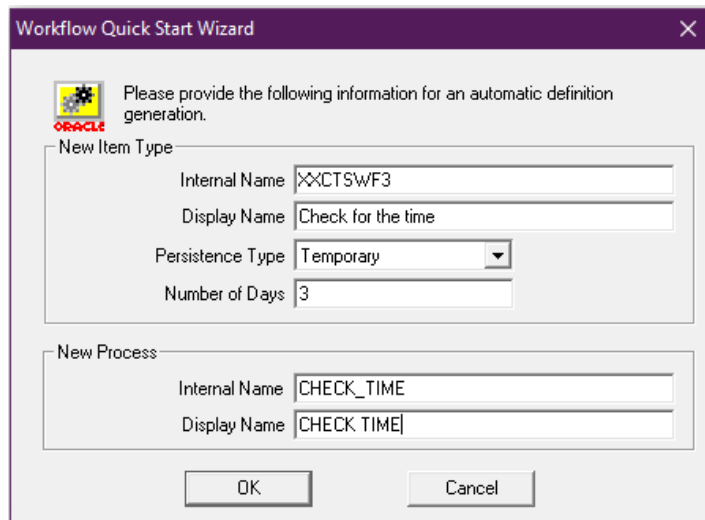 Workflow Quick Start Wizard
Please provide the following information for an automatic definition
generation.
ORACLE
New Item Type
Internal Name XXCTSWF3
Display Name Check for the time
Persistence Type Temporary
Number of Days 3
New Process
Internal Name CHECK_TIME
Display Name CHECK TIME
OK Cancel